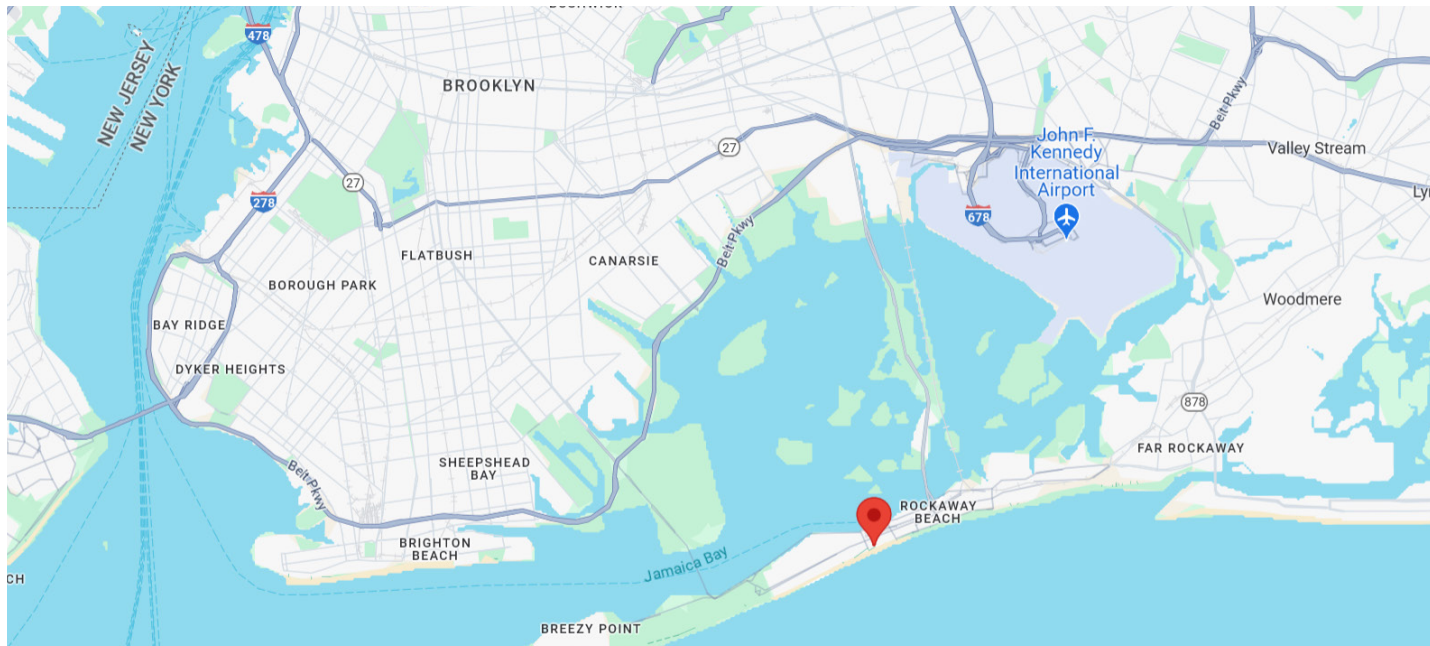 478
NEW JERSEY
NEW YORK
BROOKLYN
Belt Pkwy
27
John F.
Kennedy
International
Airport
Valley Stream
27
278
678
Belt Pkwy
FLATBUSH
CANARSIE
BOROUGH PARK
Woodmere
BAY RIDGE
DYKER HEIGHTS
878
FAR ROCKAWAY
SHEEPSHEAD
BAY
Belt Pkwy
ROCKAWAY
BEACH
BRIGHTON
BEACH
Jamaica Bay
CH
BREEZY POINT